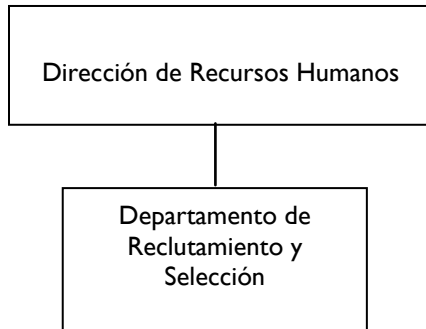 Dirección de Recursos Humanos
Departamento de
Reclutamiento y
Selección